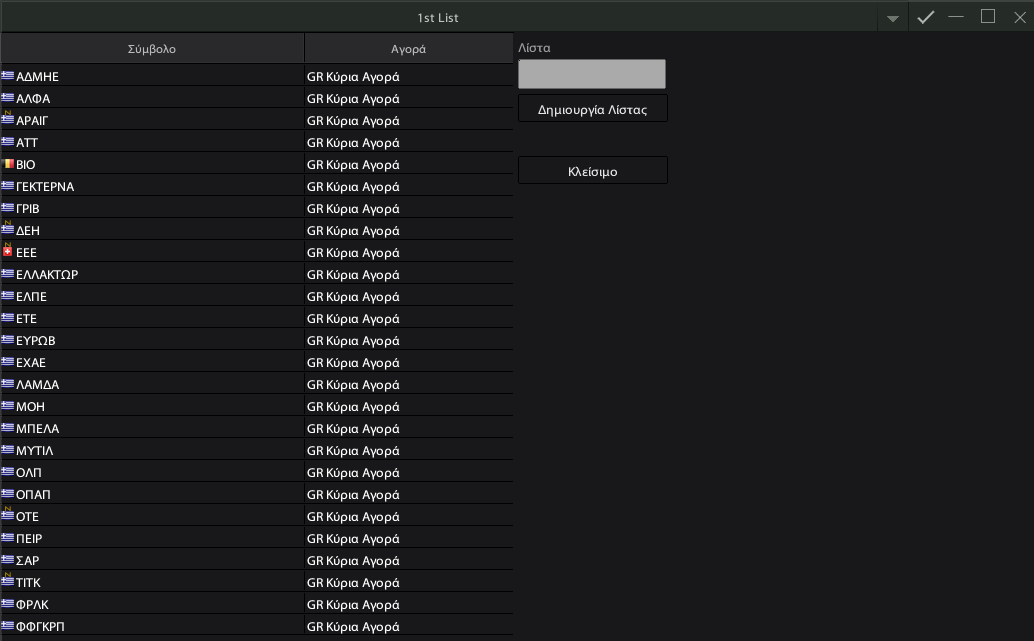 1st List
Σύμβολο Αγορά
ΑΔΜΗΕ GR Κύρια Αγορά
ΑΛΦΑ GR Κύρια Αγορά
ΑΡΑΙΓ GR Κύρια Αγορά
ΑΤΤ GR Κύρια Αγορά
ΒΙΟ GR Κύρια Αγορά
ΓΕΚΤΕΡΝΑ GR Κύρια Αγορά
ΓΡΙΒ GR Κύρια Αγορά
ΔΕΗ GR Κύρια Αγορά
ΕΕΕ GR Κύρια Αγορά
ΕΛΛΑΚΤΩΡ GR Κύρια Αγορά
ΕΛΠΕ GR Κύρια Αγορά
ΕΤΕ GR Κύρια Αγορά
ΕΥΡΩΒ GR Κύρια Αγορά
ΕΧΑΕ GR Κύρια Αγορά
ΛΑΜΔΑ GR Κύρια Αγορά
ΜΟΗ GR Κύρια Αγορά
ΜΠΕΛΑ GR Κύρια Αγορά
ΜΥΤΙΛ GR Κύρια Αγορά
ΟΛΠ GR Κύρια Αγορά
ΟΠΑΠ GR Κύρια Αγορά
ΟΤΕ GR Κύρια Αγορά
ΠΕΙΡ GR Κύρια Αγορά
ΣΑΡ GR Κύρια Αγορά
ΤΙΤΚ GR Κύρια Αγορά
ΦΡΛΚ GR Κύρια Αγορά
ΦΦΓΚΡΠ GR Κύρια Αγορά
Λίστα
Δημιουργία Λίστας
Κλείσιμο